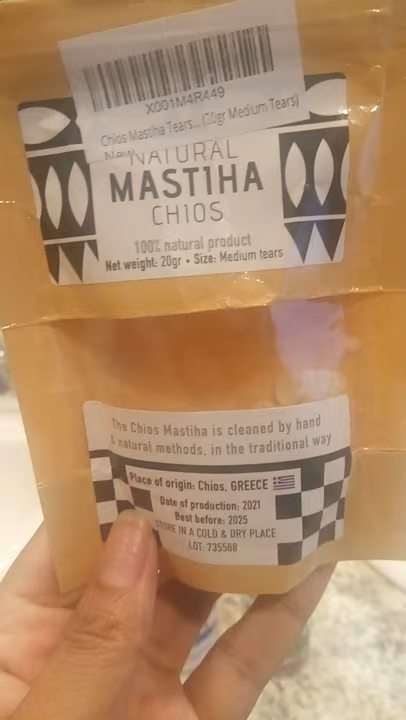 X001M4R449
Chios Mastiha Tears... (20gr Medium Tears)
New
NATURAL
MASTIHA
CHIOS
100% natural product
Net weight: 20gr • Size: Medium tears
The Chios Mastiha is cleaned by hand
& natural methods, in the traditional way
Place of origin: Chios, GREECE
Date of production: 2021
Best before: 2025
STORE IN A COLD & DRY PLACE
LOT: 735568